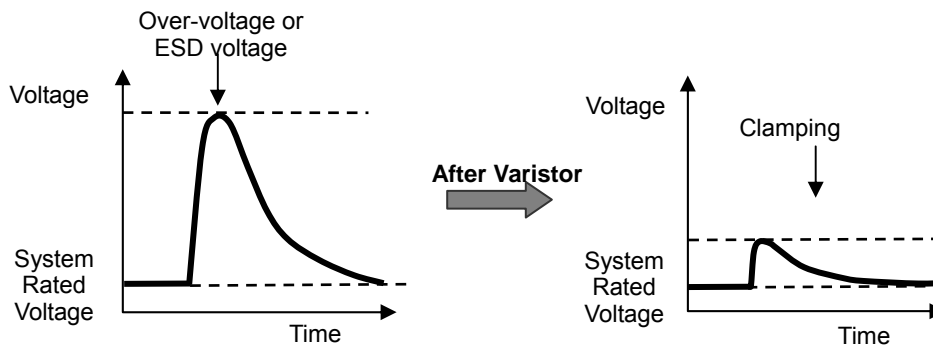 Over-voltage or
ESD voltage
Voltage
System
Rated
Voltage
Time
After Varistor
Voltage
Clamping
System
Rated
Voltage
Time